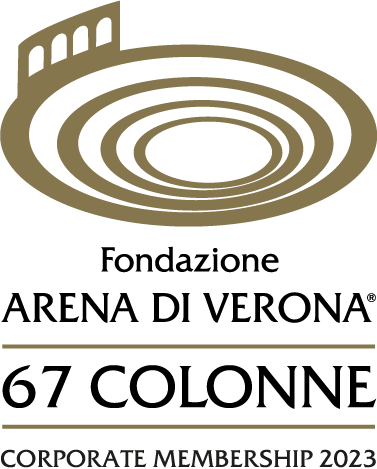 Fondazione
ARENA DI VERONA®
67 COLONNE
CORPORATE MEMBERSHIP 2023